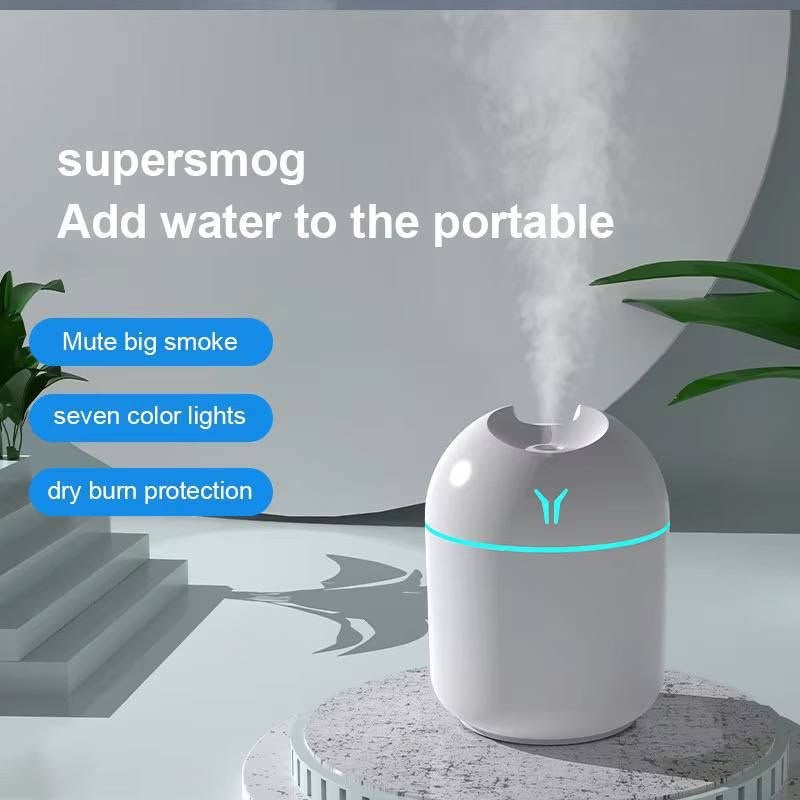 supersmog
Add water to the portable
Mute big smoke
seven color lights
dry burn protection